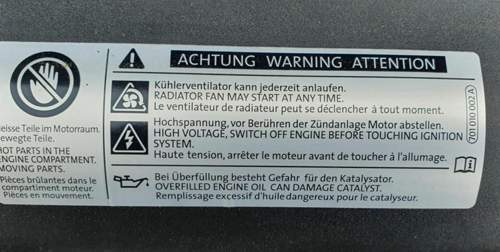 ACHTUNG WARNING ATTENTION
Kühlerventilator kann jederzeit anlaufen.
RADIATOR FAN MAY START AT ANY TIME.
Le ventilateur de radiateur peut se déclencher à tout moment.
Hochspannung, vor Berühren der Zündanlage Motor abstellen.
HIGH VOLTAGE, SWITCH OFF ENGINE BEFORE TOUCHING IGNITION
SYSTEM.
Haute tension, arrêter le moteur avant de toucher à l'allumage.
Bei Überfüllung besteht Gefahr für den Katalysator.
OVERFILLED ENGINE OIL CAN DAMAGE CATALYST.
Remplissage excessif d'huile dangereux pour le catalyseur.
eisse Teile im Motorraum.
ewegte Teile.
HOT PARTS IN THE
ENGINE COMPARTMENT.
MOVING PARTS.
Pièces brûlantes dans le
compartiment moteur.
Pièces en mouvement.